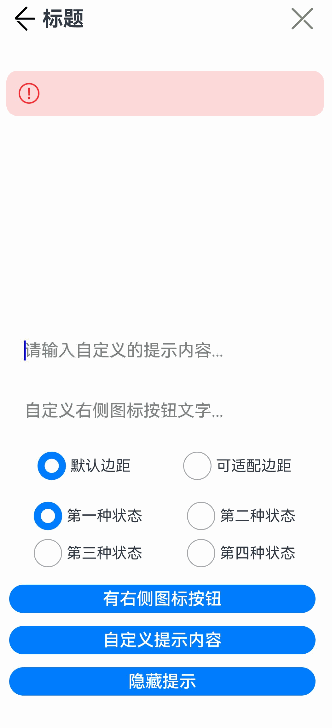 标题
请输入自定义的提示内容...
自定义右侧图标按钮文字...
默认边距 可适配边距
第一种状态 第二种状态
第三种状态 第四种状态
有右侧图标按钮
自定义提示内容
隐藏提示